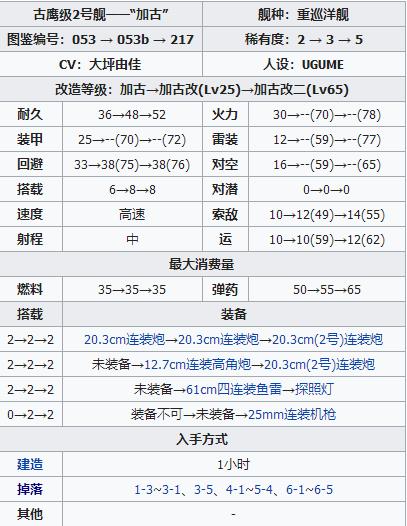 古鹰级2号舰——“加古” 舰种：重巡洋舰
图鉴编号：053 → 053b → 217 稀有度：2 → 3 → 5
CV：大坪由佳 人设：UGUME
改造等级：加古→加古改(Lv25)→加古改二(Lv65)
耐久 36→48→52 火力 30→--(70)→--(78)
装甲 25→--(70)→--(72) 雷装 12→--(59)→--(77)
回避 33→38(75)→38(76) 对空 16→--(59)→--(65)
搭载 6→8→8 对潜 0→0→0
速度 高速 索敌 10→12(49)→14(55)
射程 中 运 10→10(59)→12(62)
最大消费量
燃料 35→35→35 弹药 50→55→65
搭载 装备
2→2→2 20.3cm连装炮→20.3cm连装炮→20.3cm(2号)连装炮
2→2→2 未装备→12.7cm连装高角炮→20.3cm(2号)连装炮
2→2→2 未装备→61cm四连装鱼雷→探照灯
0→2→2 装备不可→未装备→25mm连装机枪
入手方式
建造 1小时
掉落 1-3~3-1、3-5、4-1~5-4、6-1~6-5
其他 -